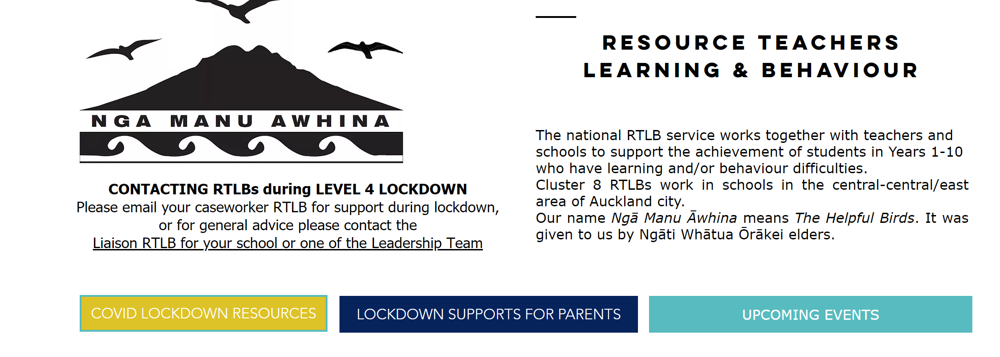 NGA MANU AWHINA
CONTACTING RTLBs during LEVEL 4 LOCKDOWN
Please email your caseworker RTLB for support during lockdown,
or for general advice please contact the
Liaison RTLB for your school or one of the Leadership Team
RESOURCE TEACHERS
LEARNING & BEHAVIOUR
The national RTLB service works together with teachers and
schools to support the achievement of students in Years 1-10
who have learning and/or behaviour difficulties.
Cluster 8 RTLBs work in schools in the central-central/east
area of Auckland city.
Our name Ngā Manu Āwhina means The Helpful Birds. It was
given to us by Ngāti Whātua Ōrākei elders.
COVID LOCKDOWN RESOURCES
LOCKDOWN SUPPORTS FOR PARENTS
UPCOMING EVENTS